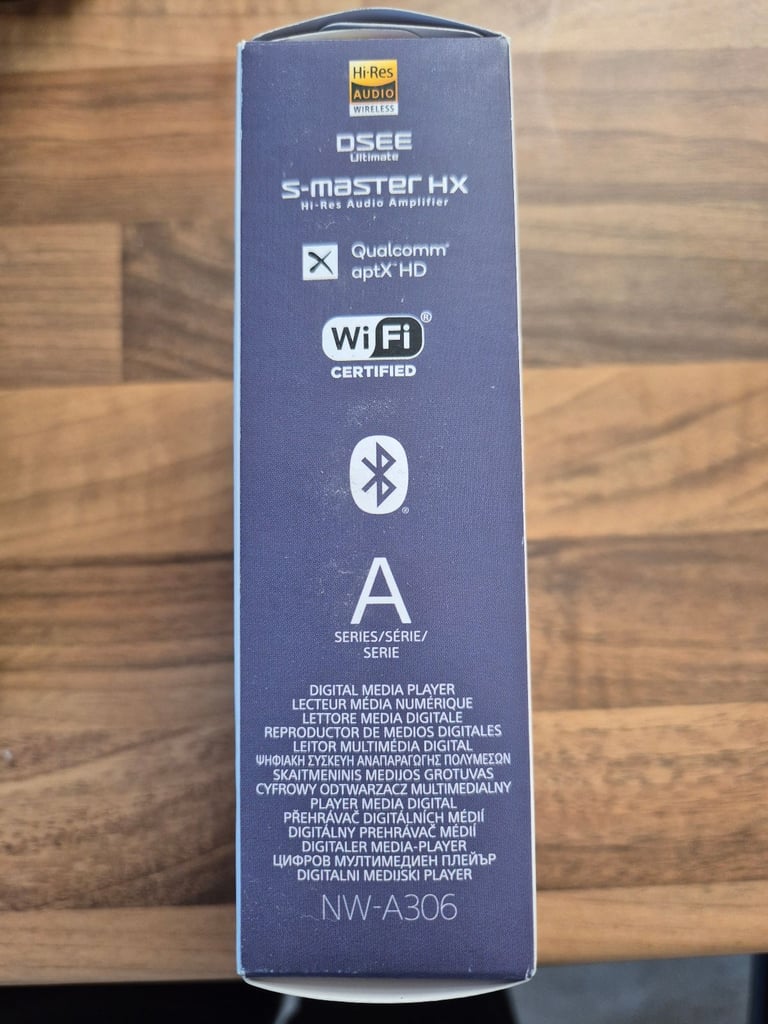 Hi-Res
AUDIO
WIRELESS
DSEE
Ultimate
S-MASTER HX
Hi-Res Audio Amplifier
Qualcomm®
aptX™ HD
Wi Fi®
CERTIFIED
®
A
SERIES/SÉRIE/
SERIE
DIGITAL MEDIA PLAYER
LECTEUR MÉDIA NUMÉRIQUE
LETTORE MEDIA DIGITALE
REPRODUCTOR DE MEDIOS DIGITALES
LEITOR MULTIMÉDIA DIGITAL
ΨΗΦΙΑΚΗ ΣΥΣΚΕΥΗ ΑΝΑΠΑΡΑΓΩΓΗΣ ΠΟΛΥΜΕΣΩΝ
SKAITMENINIS MEDIJOS GROTUVAS
CYFROWY ODTWARZACZ MULTIMEDIALNY
PLAYER MEDIA DIGITAL
PŘEHRÁVAČ DIGITÁLNÍCH MÉDIÍ
DIGITÁLNY PREHRÁVAČ MÉDIÍ
DIGITALER MEDIA-PLAYER
ЦИФРОВ МУЛТИМЕДИЕН ПЛЕЙЪР
DIGITALNI MEDIJSKI PLAYER
NW-A306